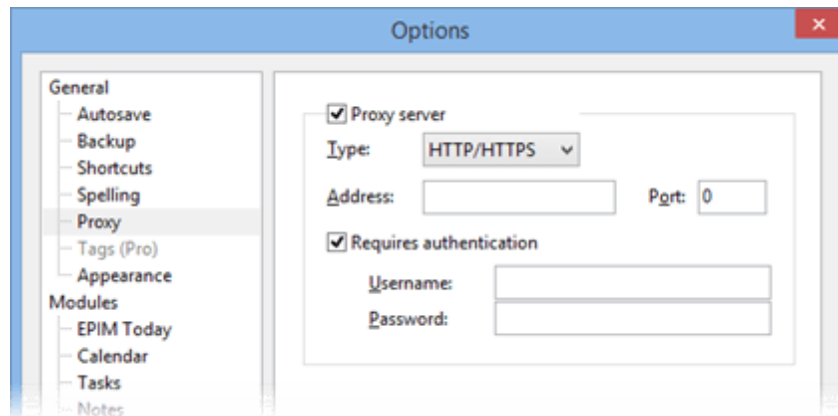 Options
General
Autosave
Backup
Shortcuts
Spelling
Proxy
Tags (Pro)
Appearance
Modules
EPIM Today
Calendar
Tasks
Notes
Proxy server
Type: HTTP/HTTPS
Address: Port: 0
Requires authentication
Username:
Password: